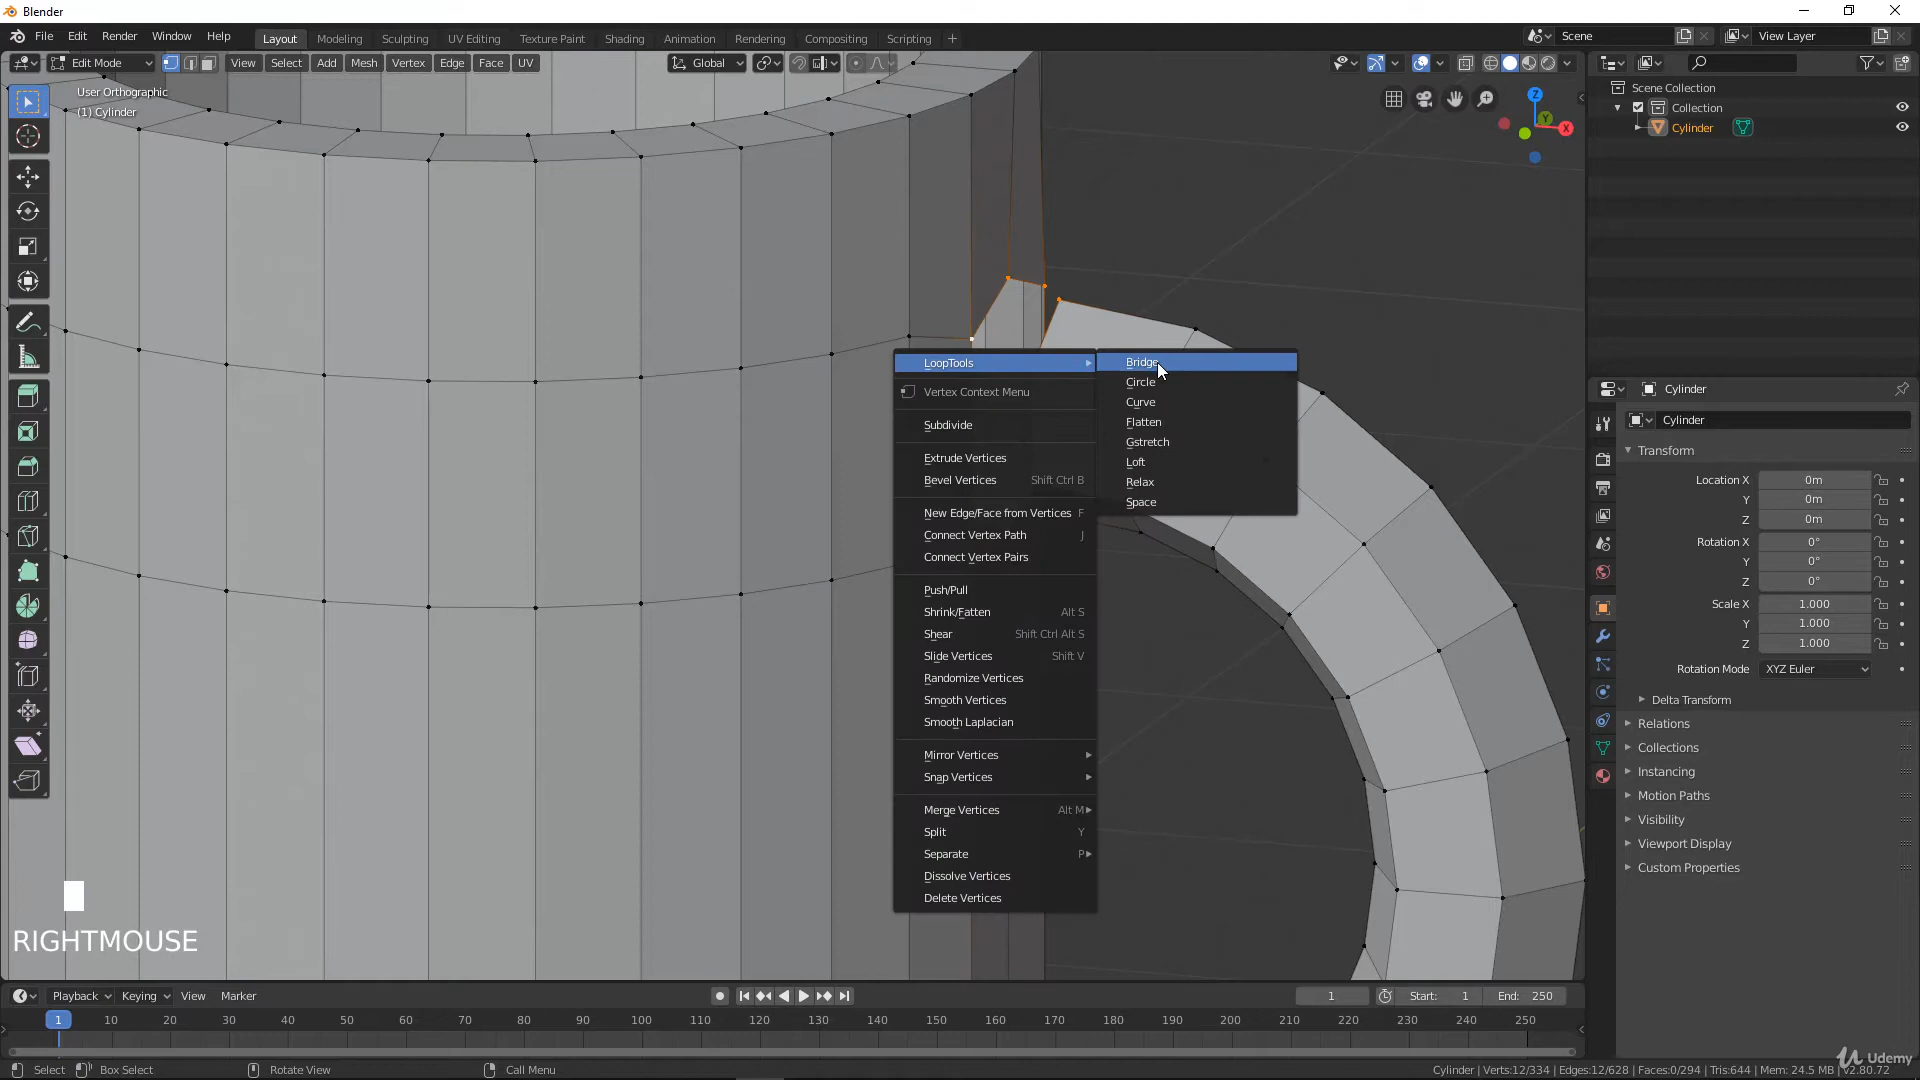 Blender
File Edit Render Window Help
Layout Modeling Sculpting UV Editing Texture Paint Shading Animation Rendering Compositing Scripting +
Scene
View Layer
Edit Mode
View Select Add Mesh Vertex Edge Face UV
Global
User Orthographic
(1) Cylinder
Z
Y
X
Scene Collection
Collection
Cylinder
LoopTools
Vertex Context Menu
Subdivide
Extrude Vertices
Bevel Vertices Shift Ctrl B
New Edge/Face from Vertices F
Connect Vertex Path J
Connect Vertex Pairs
Push/Pull
Shrink/Fatten Alt S
Shear Shift Ctrl Alt S
Slide Vertices Shift V
Randomize Vertices
Smooth Vertices
Smooth Laplacian
Mirror Vertices
Snap Vertices
Merge Vertices Alt M
Split Y
Separate P
Dissolve Vertices
Delete Vertices
Bridge
Circle
Curve
Flatten
Gstretch
Loft
Relax
Space
Cylinder
Cylinder
Transform
Location X 0m
Y 0m
Z 0m
Rotation X 0°
Y 0°
Z 0°
Scale X 1.000
Y 1.000
Z 1.000
Rotation Mode XYZ Euler
Delta Transform
Relations
Collections
Instancing
Motion Paths
Visibility
Viewport Display
Custom Properties
RIGHTMOUSE
Playback Keying View Marker
1
Start: 1
End: 250
1 10 20 30 40 50 60 70 80 90 100 110 120 130 140 150 160 170 180 190 200 210 220 230 240 250
Select Box Select Rotate View Call Menu
Cylinder | Verts:12/334 | Edges:12/628 | Faces:0/294 | Tris:644 | Mem: 24.5 MB | v2.80.72
Udemy